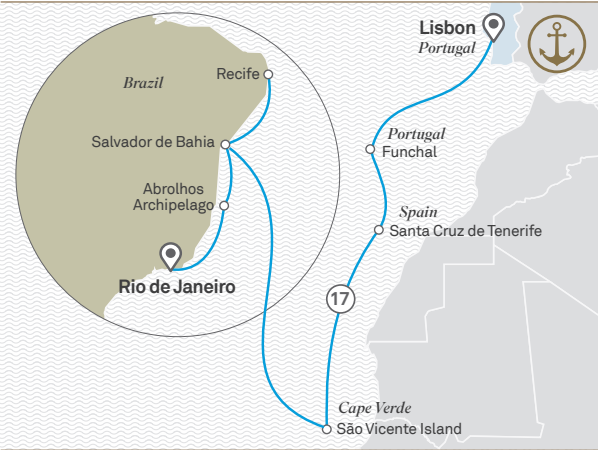 Lisbon
Portugal
Brazil
Recife
Salvador de Bahia
Portugal
Funchal
Abrolhos
Archipelago
Spain
Santa Cruz de Tenerife
Rio de Janeiro
17
Cape Verde
São Vicente Island